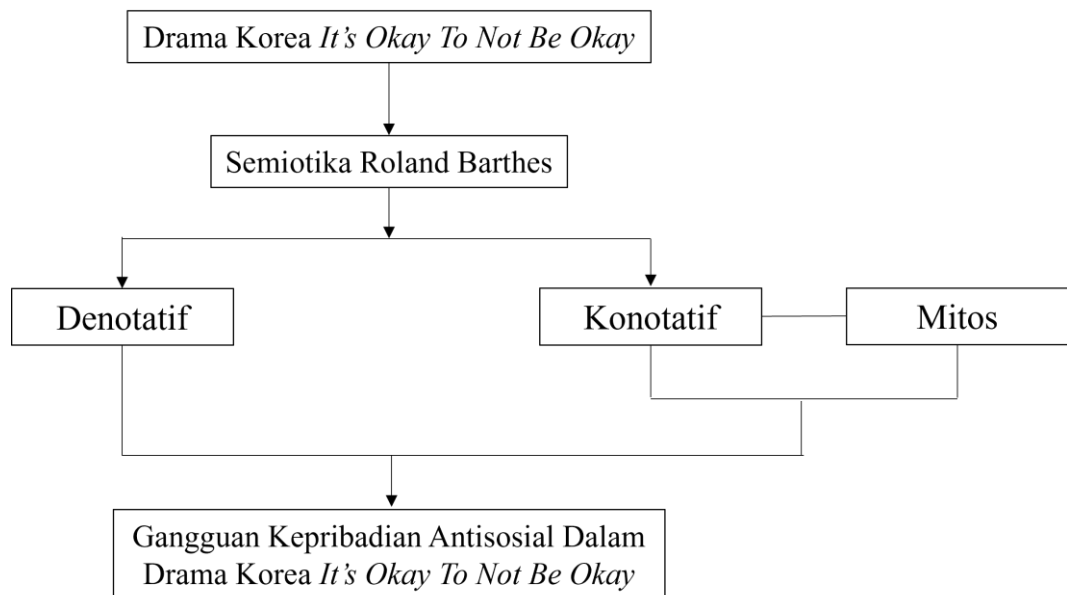 Drama Korea It's Okay To Not Be Okay
Semiotika Roland Barthes
Denotatif
Konotatif
Mitos
Gangguan Kepribadian Antisosial Dalam
Drama Korea It's Okay To Not Be Okay